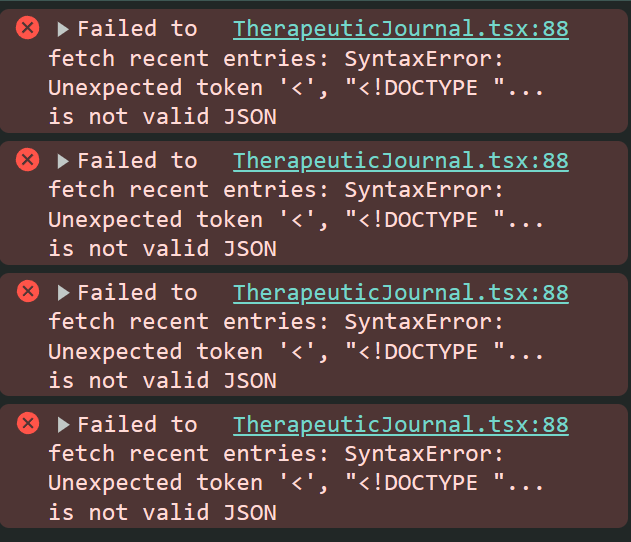 Failed to TherapeuticJournal.tsx:88
fetch recent entries: SyntaxError:
Unexpected token '<', "<!DOCTYPE "...
is not valid JSON
Failed to TherapeuticJournal.tsx:88
fetch recent entries: SyntaxError:
Unexpected token '<', "<!DOCTYPE "...
is not valid JSON
Failed to TherapeuticJournal.tsx:88
fetch recent entries: SyntaxError:
Unexpected token '<', "<!DOCTYPE "...
is not valid JSON
Failed to TherapeuticJournal.tsx:88
fetch recent entries: SyntaxError:
Unexpected token '<', "<!DOCTYPE "...
is not valid JSON